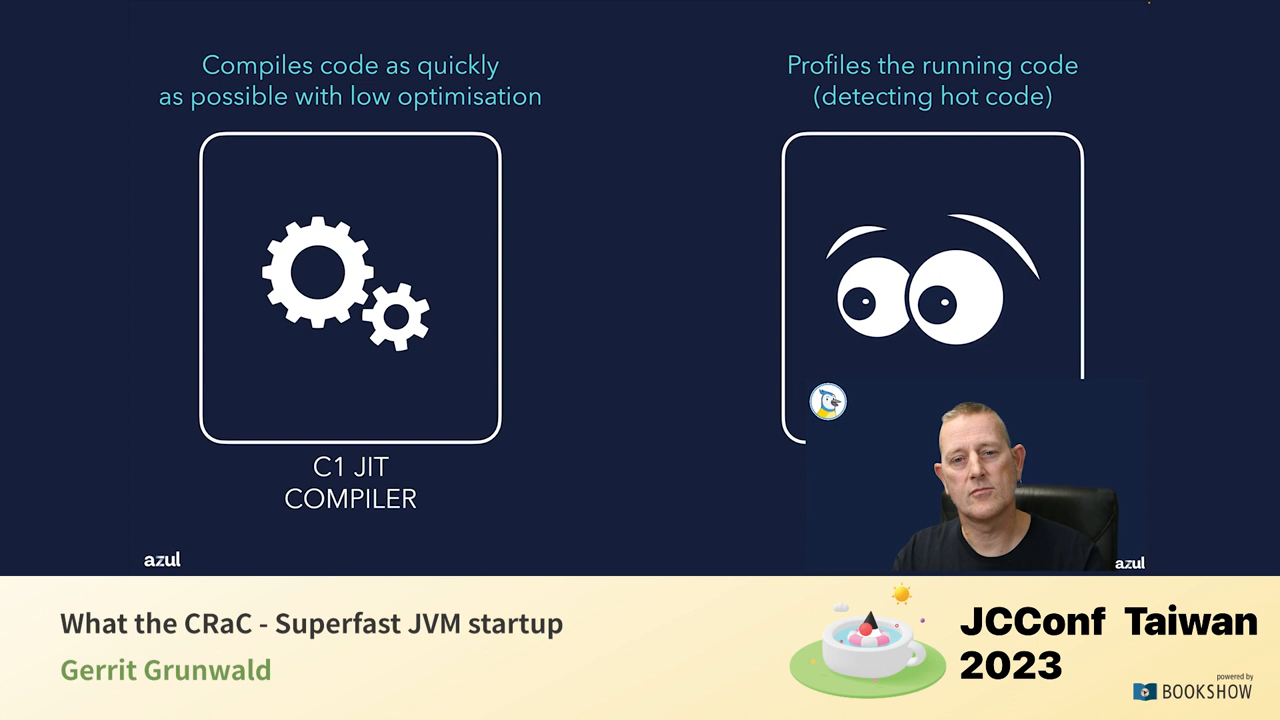 Compiles code as quickly
as possible with low optimisation
C1 JIT
COMPILER
Profiles the running code
(detecting hot code)
azul
azul
What the CRaC - Superfast JVM startup
Gerrit Grunwald
JCConf Taiwan
2023
powered by
BOOKSHOW